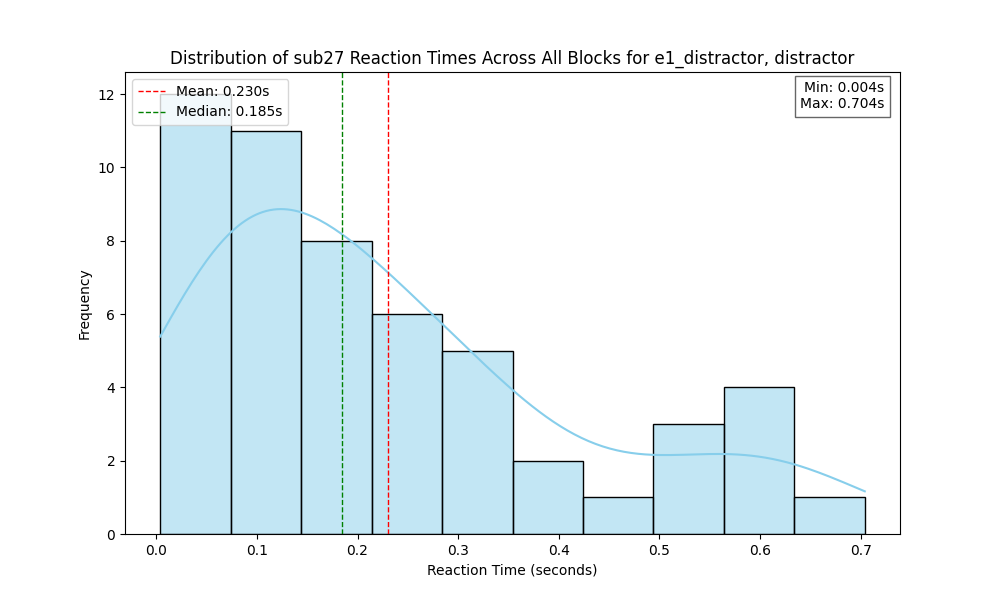 Distribution of sub27 Reaction Times Across All Blocks for e1_distractor, distractor
Mean: 0.230s
Median: 0.185s
Min: 0.004s
Max: 0.704s
12
10
8
6
4
2
0
Frequency
0.0 0.1 0.2 0.3 0.4 0.5 0.6 0.7
Reaction Time (seconds)